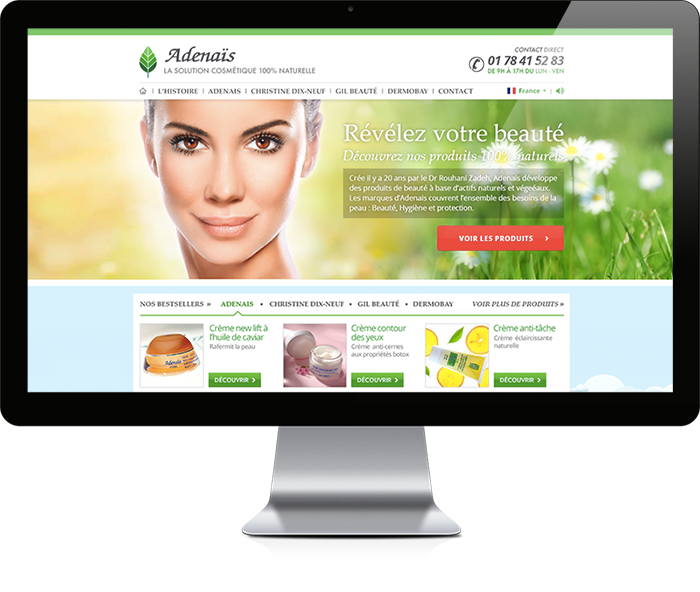 Adenaïs
LA SOLUTION COSMÉTIQUE 100% NATURELLE
CONTACT DIRECT
01 78 41 52 83
DE 9H À 17H DU LUN - VEN
L'HISTOIRE | ADENAIS | CHRISTINE DIX-NEUF | GIL BEAUTÉ | DERMOBAY | CONTACT
France
Révélez votre beauté
Découvrez nos produits 100% naturels
Crée il y a 20 ans par le Dr Rouhani Zadeh, Adenais développe
des produits de beauté à base d'actifs naturels et végéeaux.
Les marques d'Adenais couvrent l'ensemble des besoins de la
peau : Beauté, Hygiène et protection.
VOIR LES PRODUITS >
NOS BESTSELLERS » ADENAIS • CHRISTINE DIX-NEUF • GIL BEAUTÉ • DERMOBAY VOIR PLUS DE PRODUITS »
Crème new lift à
l'huile de caviar
Rafermit la peau
DÉCOUVRIR >
Crème contour
des yeux
Crème anti-cernes
aux propriétés botox
DÉCOUVRIR >
Crème anti-tâche
Crème éclaircissante
naturelle
DÉCOUVRIR >
Adenaïs